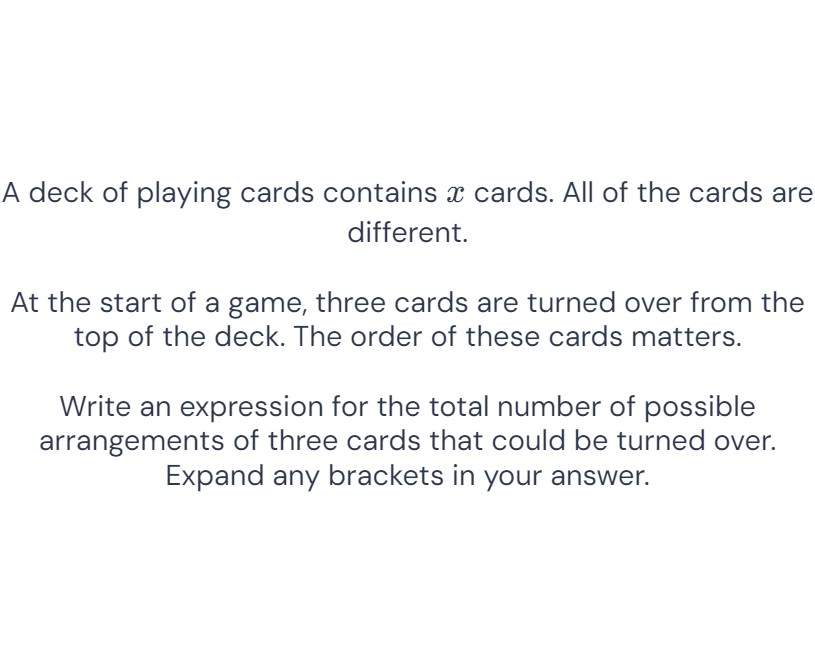 A deck of playing cards contains x cards. All of the cards are
different.
At the start of a game, three cards are turned over from the
top of the deck. The order of these cards matters.
Write an expression for the total number of possible
arrangements of three cards that could be turned over.
Expand any brackets in your answer.